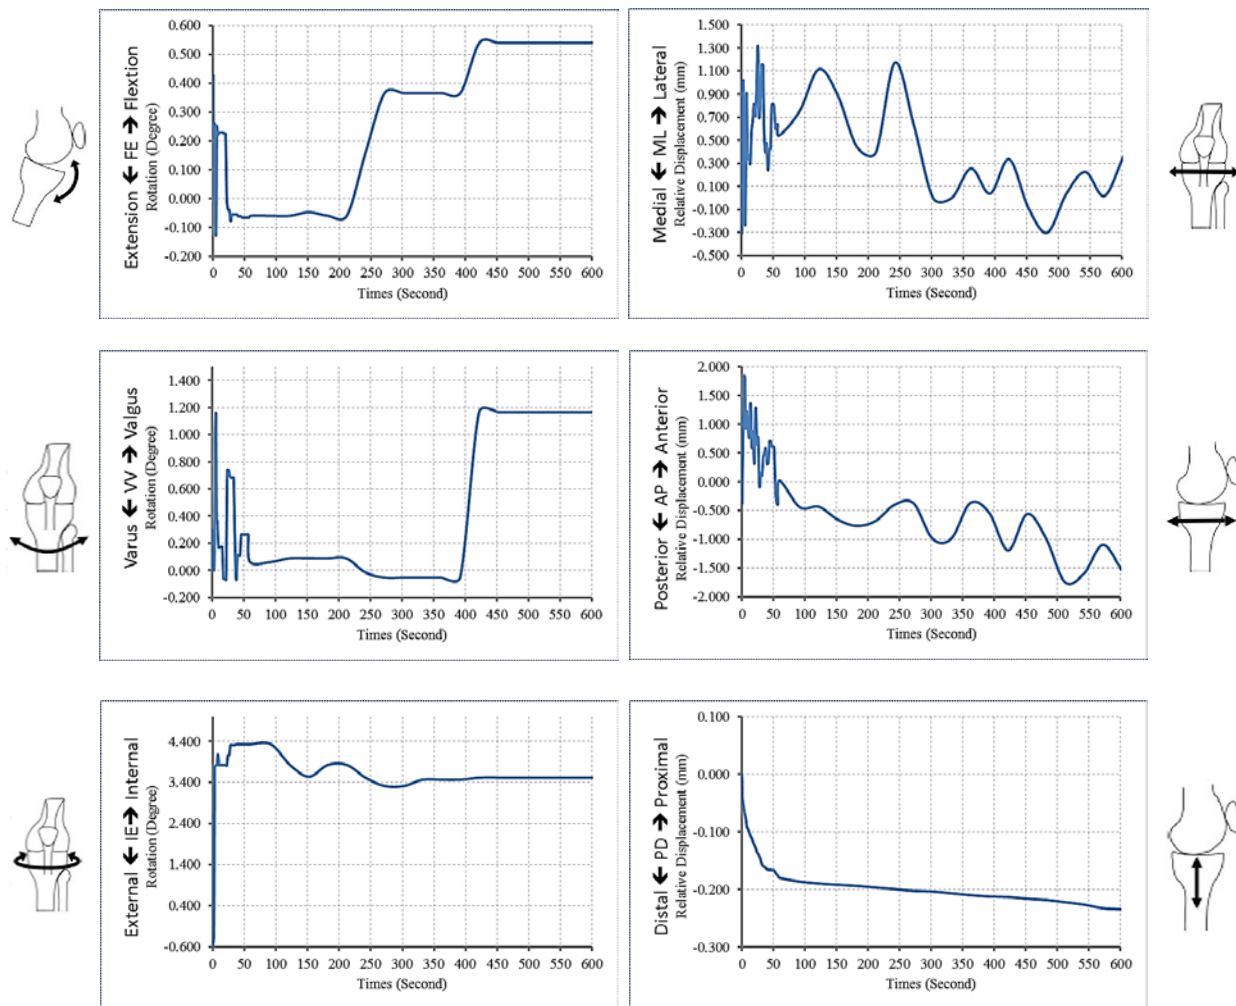 Extension ← FE → Flextion
Rotation (Degree)
0.600
0.500
0.400
0.300
0.200
0.100
0.000
-0.100
-0.200
0 50 100 150 200 250 300 350 400 450 500 550 600
Times (Second)
Medial ← ML → Lateral
Relative Displacement (mm)
1.500
1.300
1.100
0.900
0.700
0.500
0.300
0.100
-0.100
-0.300
-0.500
0 50 100 150 200 250 300 350 400 450 500 550 600
Times (Second)
Varus ← VV → Valgus
Rotation (Degree)
1.400
1.200
1.000
0.800
0.600
0.400
0.200
0.000
-0.200
0 50 100 150 200 250 300 350 400 450 500 550 600
Times (Second)
Posterior ← AP → Anterior
Relative Displacement (mm)
2.000
1.500
1.000
0.500
0.000
-0.500
-1.000
-1.500
-2.000
0 50 100 150 200 250 300 350 400 450 500 550 600
Times (Second)
External ← IE→ Internal
Rotation (Degree)
4.400
3.400
2.400
1.400
0.400
-0.600
0 50 100 150 200 250 300 350 400 450 500 550 600
Times (Second)
Distal ← PD → Proximal
Relative Displacement (mm)
0.100
0.000
-0.100
-0.200
-0.300
0 50 100 150 200 250 300 350 400 450 500 550 600
Times (Second)